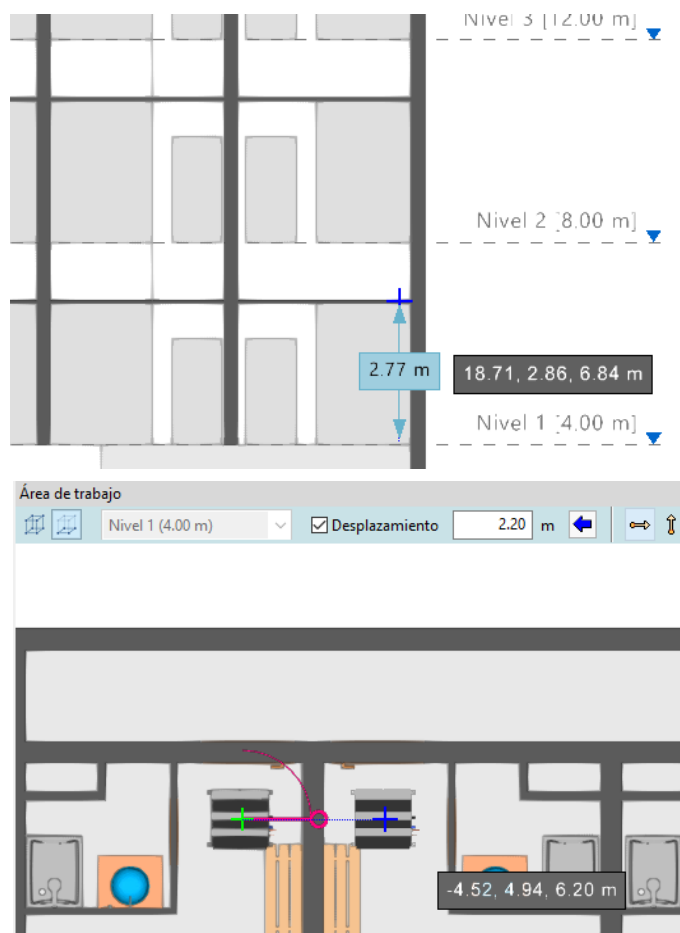 Nivel 3 [12.00 m]
Nivel 2 [8.00 m]
2.77 m
18.71, 2.86, 6.84 m
Nivel 1 [4.00 m]
Área de trabajo
Nivel 1 (4.00 m) Desplazamiento 2.20 m
-4.52, 4.94, 6.20 m